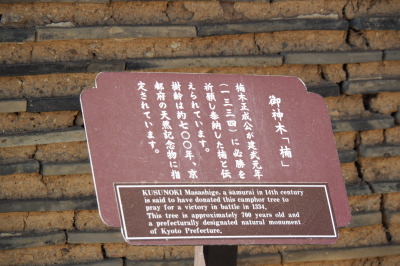 御神木「楠」
楠木正成公が建武元年
（一三三四）に必勝を
祈願し奉納した楠と伝
えられています。
樹齢は約七〇〇年、京
都府の天然記念物に指
定されています。
KUSUNOKI Masashige, a samurai in 14th century
is said to have donated this camphor tree to
pray for a victory in battle in 1334.
This tree is approximately 700 years old and
a prefecturally designated natural monument
of Kyoto Prefecture.